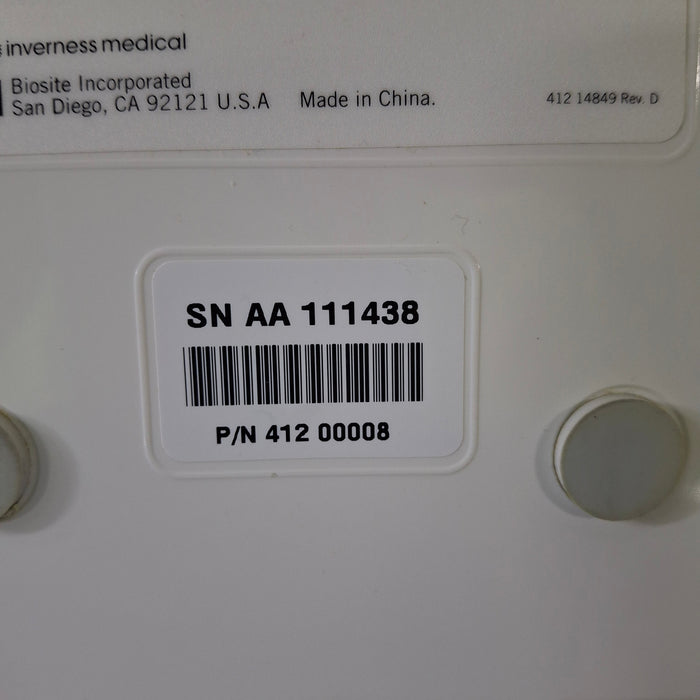 inverness medical
Biosite Incorporated
San Diego, CA 92121 U.S.A Made in China.
412 14849 Rev. D
SN AA 111438
P/N 412 00008